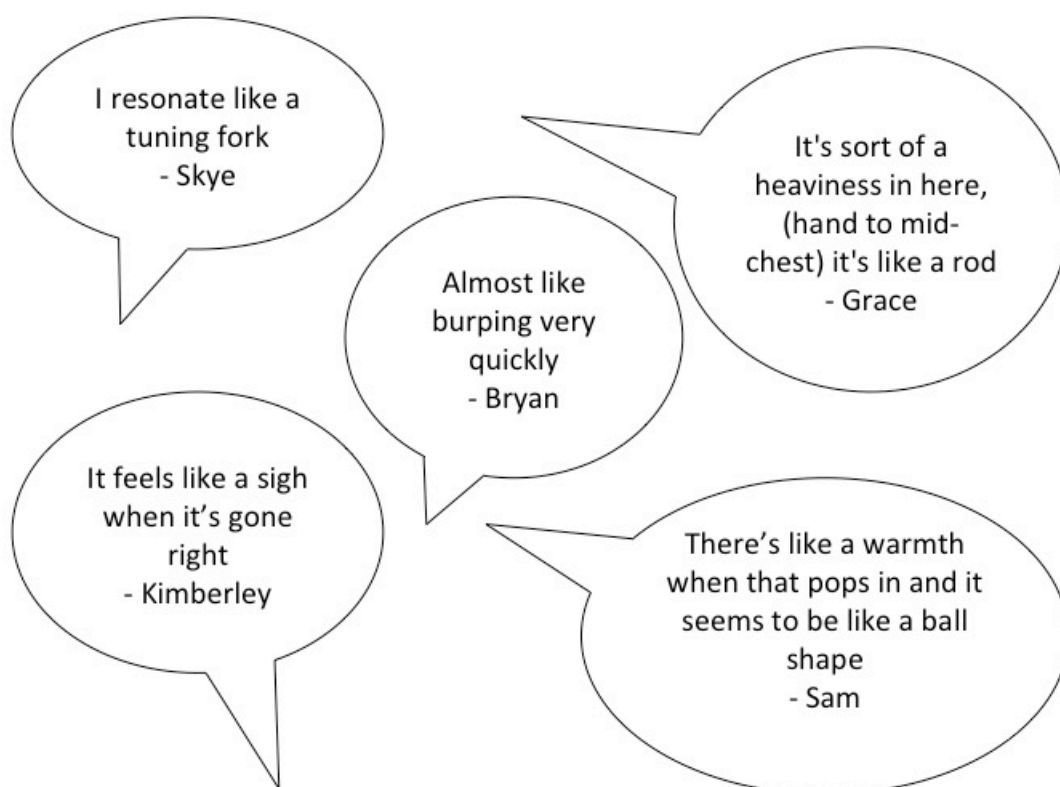 I resonate like a
tuning fork
- Skye
It's sort of a
heaviness in here,
(hand to mid-
chest) it's like a rod
- Grace
Almost like
burping very
quickly
- Bryan
It feels like a sigh
when it’s gone
right
- Kimberley
There’s like a warmth
when that pops in and it
seems to be like a ball
shape
- Sam